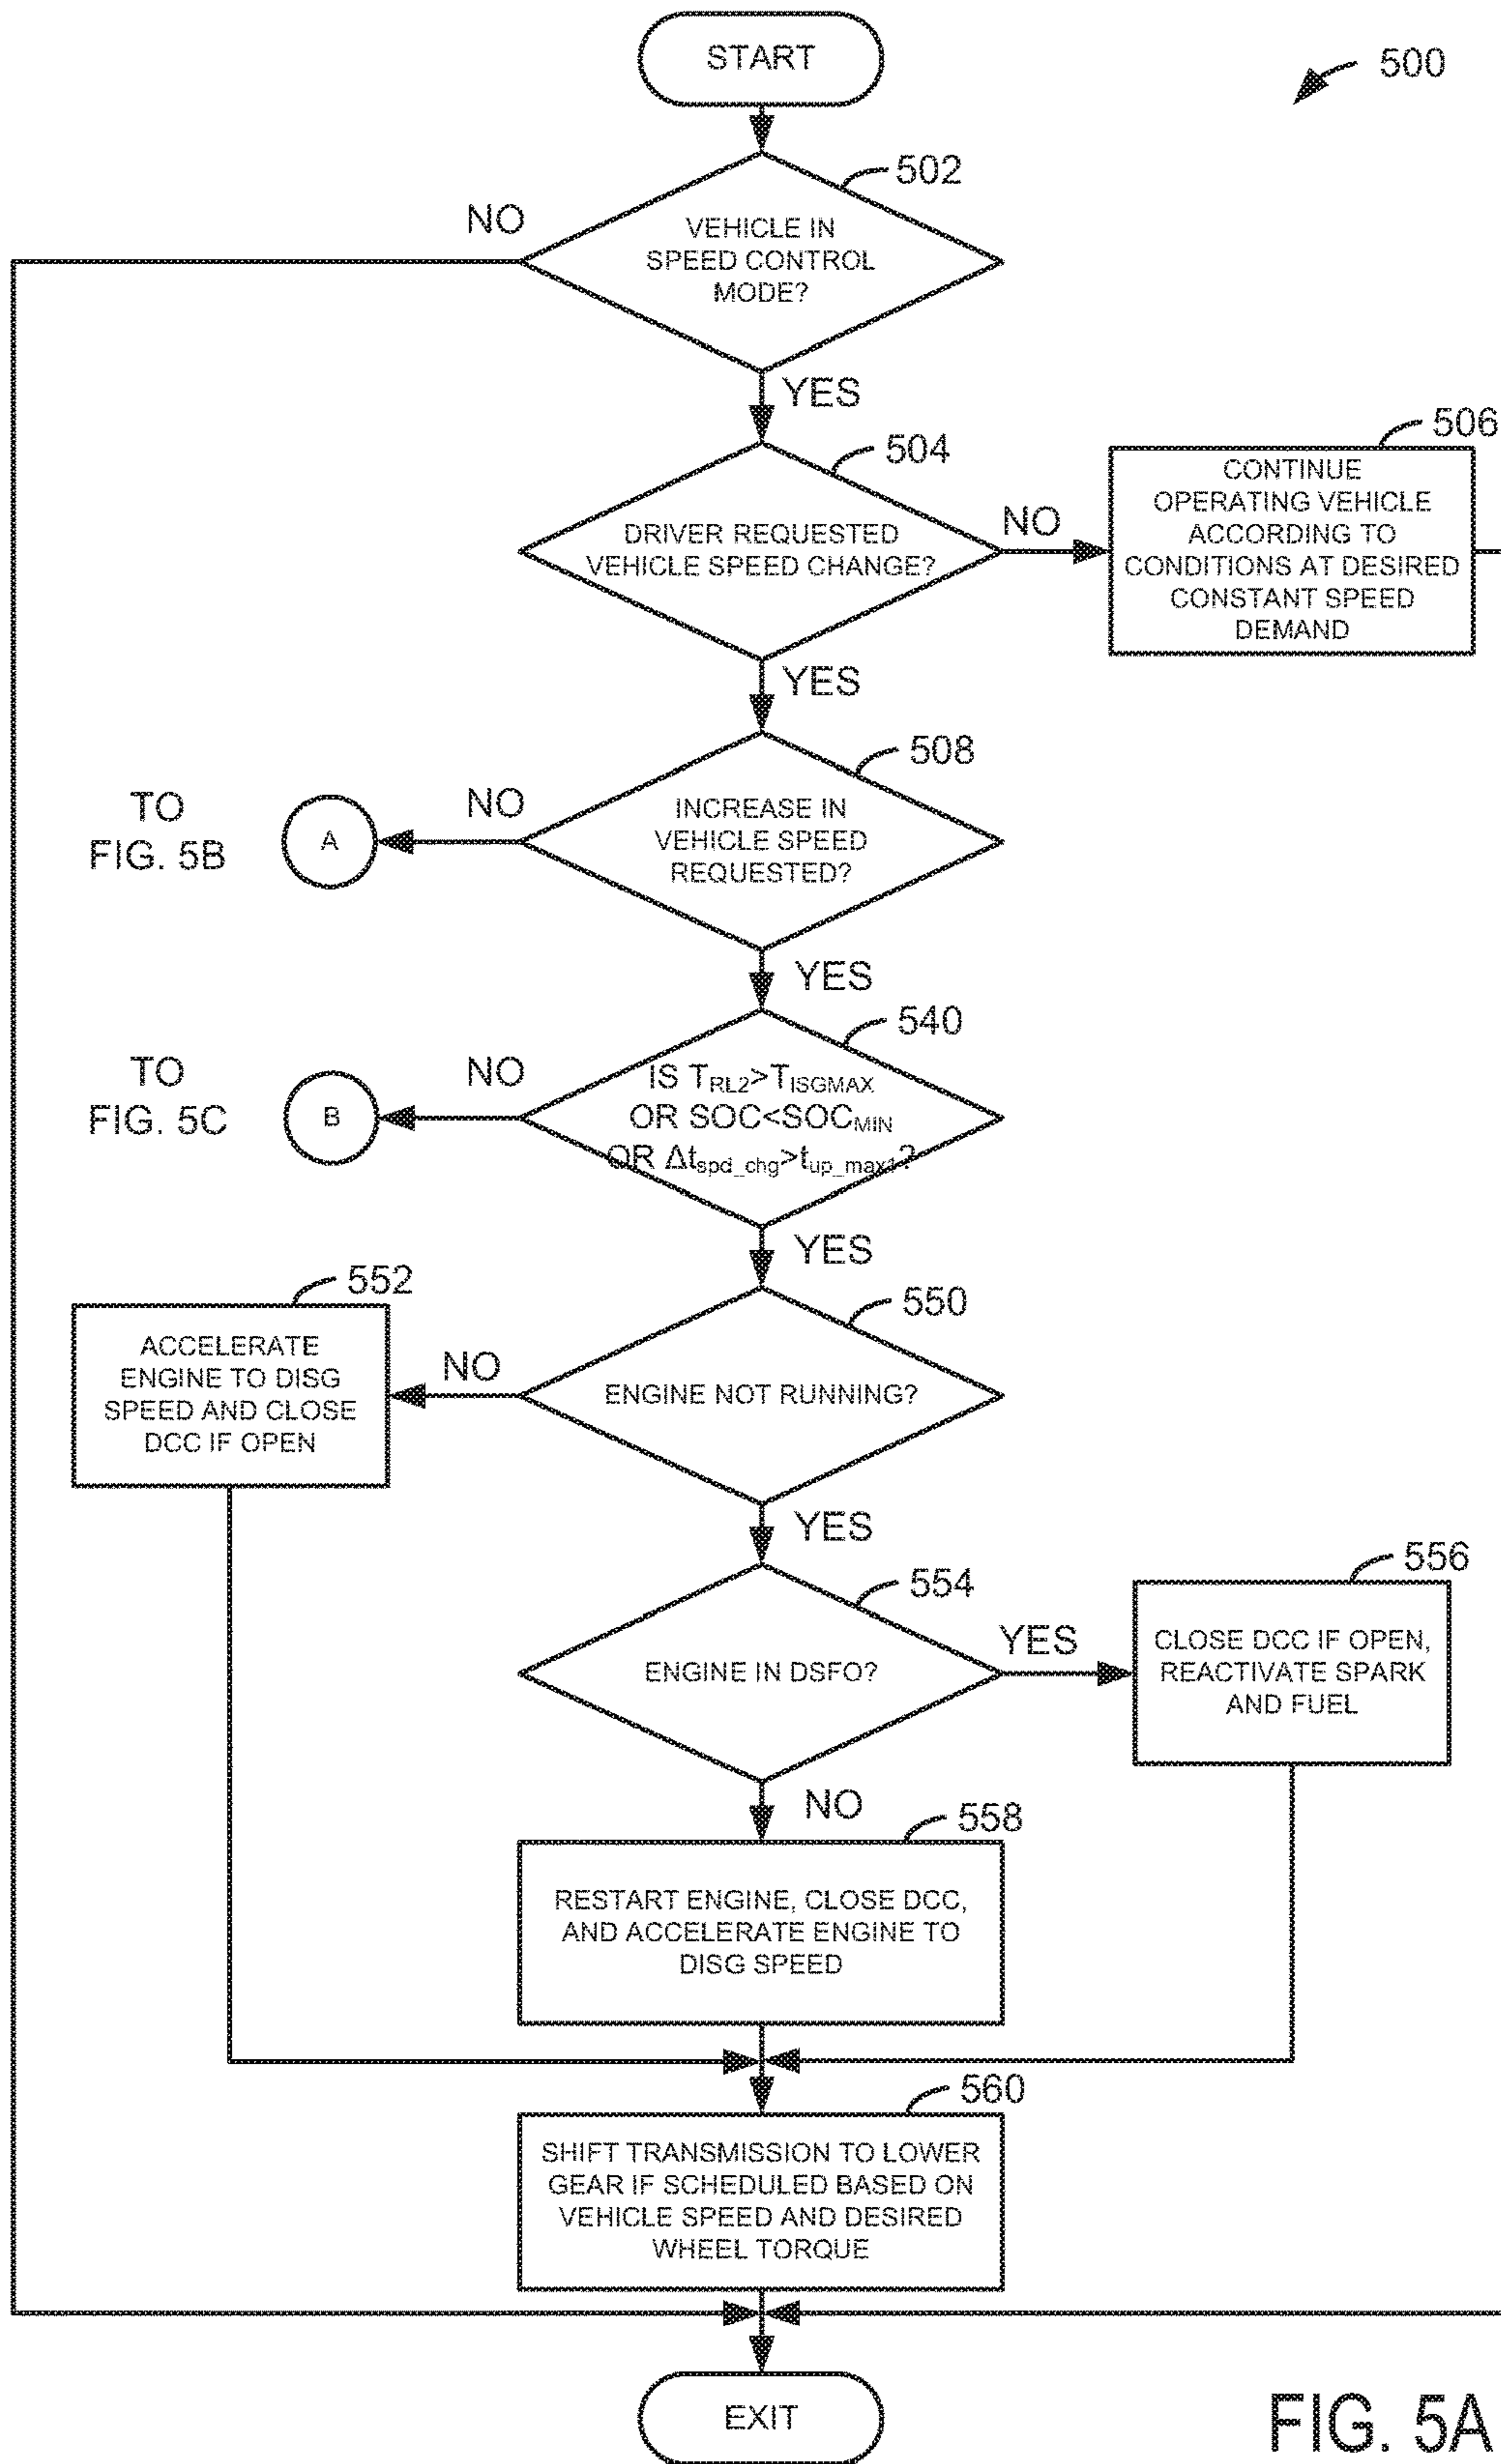 START
500
502
NO
VEHICLE IN
SPEED CONTROL
MODE?
YES
504
506
DRIVER REQUESTED
VEHICLE SPEED CHANGE?
NO
CONTINUE
OPERATING VEHICLE
ACCORDING TO
CONDITIONS AT DESIRED
CONSTANT SPEED
DEMAND
YES
508
TO
FIG. 5B
A
NO
INCREASE IN
VEHICLE SPEED
REQUESTED?
YES
540
TO
FIG. 5C
B
NO
IS T_RL2>T_ISGMAX
OR SOC<SOC_MIN
OR Δt_spd_chg>t_up_max1?
YES
552
550
ACCELERATE
ENGINE TO DISG
SPEED AND CLOSE
DCC IF OPEN
NO
ENGINE NOT RUNNING?
YES
554
556
ENGINE IN DSFO?
YES
CLOSE DCC IF OPEN,
REACTIVATE SPARK
AND FUEL
NO
558
RESTART ENGINE, CLOSE DCC,
AND ACCELERATE ENGINE TO
DISG SPEED
560
SHIFT TRANSMISSION TO LOWER
GEAR IF SCHEDULED BASED ON
VEHICLE SPEED AND DESIRED
WHEEL TORQUE
EXIT
FIG. 5A